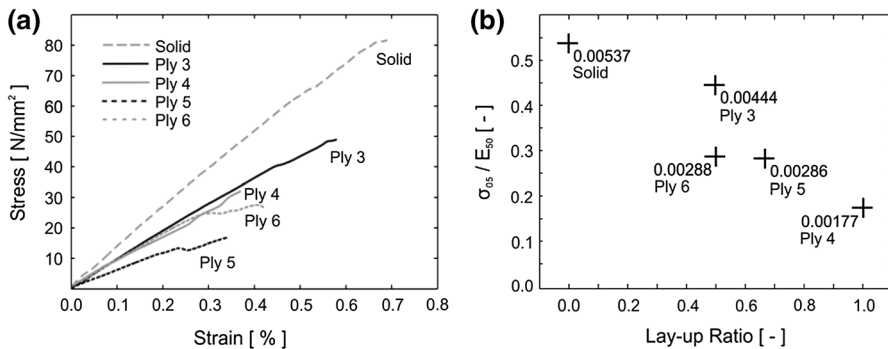 (a)
80
70
60
50
40
30
20
10
Stress [ N/mm² ]
Solid
Ply 3
Ply 4
Ply 5
Ply 6
Solid
Ply 3
Ply 4
Ply 6
Ply 5
0.0 0.1 0.2 0.3 0.4 0.5 0.6 0.7 0.8
Strain [ % ]
(b)
0.5
0.4
0.3
0.2
0.1
0.0
σ05 / E50 [ - ]
0.00537
Solid
0.00444
Ply 3
0.00288
Ply 6
0.00286
Ply 5
0.00177
Ply 4
0.0 0.2 0.4 0.6 0.8 1.0
Lay-up Ratio [ - ]